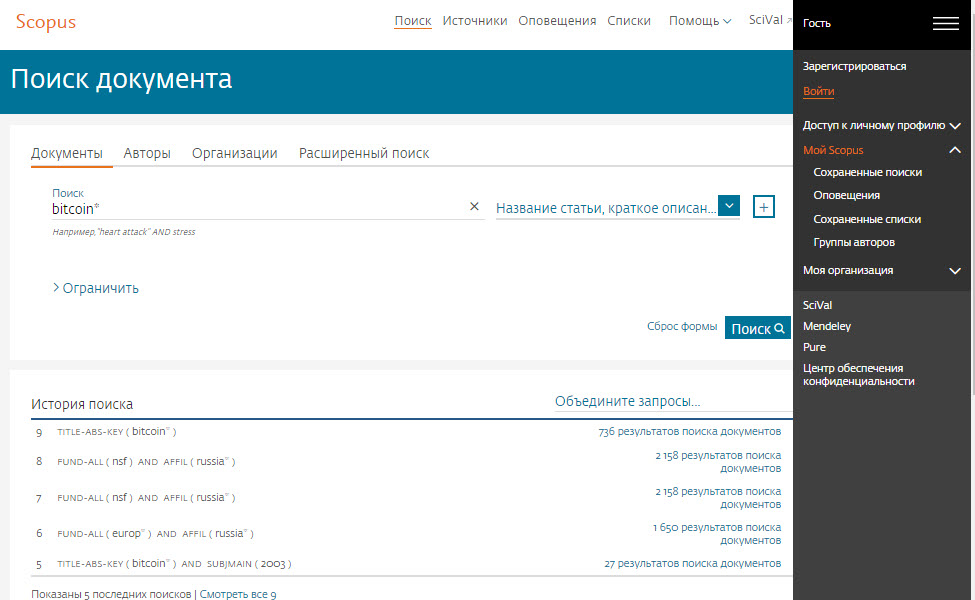 Scopus
Поиск Источники Оповещения Списки Помощь SciVal
Гость
Поиск документа
Зарегистрироваться
Войти
Доступ к личному профилю
Мой Scopus
Сохраненные поиски
Оповещения
Сохраненные списки
Группы авторов
Моя организация
SciVal
Mendeley
Pure
Центр обеспечения
конфиденциальности
Документы Авторы Организации Расширенный поиск
Поиск
bitcoin*
Название статьи, краткое описан...
Например,"heart attack" AND stress
Ограничить
Сброс формы Поиск
История поиска
Объедините запросы...
9 TITLE-ABS-KEY ( bitcoin* ) 736 результатов поиска документов
8 FUND-ALL ( nsf ) AND AFFIL ( russia* ) 2 158 результатов поиска
документов
7 FUND-ALL ( nsf ) AND AFFIL ( russia* ) 2 158 результатов поиска
документов
6 FUND-ALL ( europ* ) AND AFFIL ( russia* ) 1 650 результатов поиска
документов
5 TITLE-ABS-KEY ( bitcoin* ) AND SUBJMAIN ( 2003 ) 27 результатов поиска документов
Показаны 5 последних поисков | Смотреть все 9